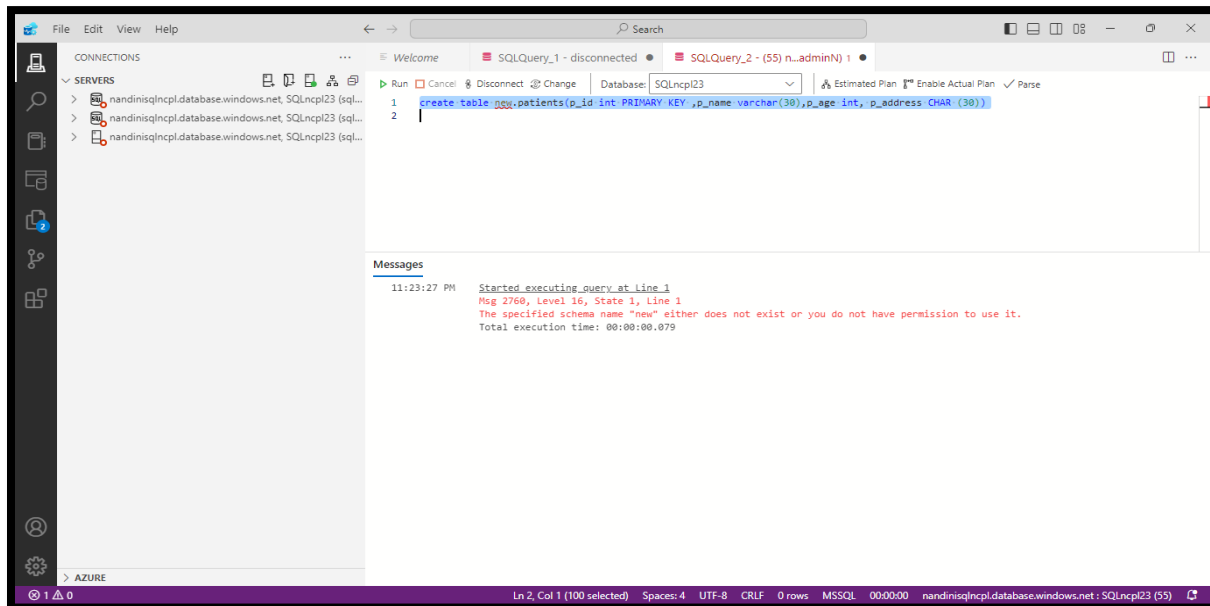 File Edit View Help
Search
CONNECTIONS
SERVERS
nandinisqlncpl.database.windows.net, SQLncpl23 (sql...
nandinisqlncpl.database.windows.net, SQLncpl23 (sql...
nandinisqlncpl.database.windows.net, SQLncpl23 (sql...
AZURE
Welcome SQLQuery_1 - disconnected SQLQuery_2 - (55) n...adminN) 1
Run Cancel Disconnect Change Database: SQLncpl23 Estimated Plan Enable Actual Plan Parse
1 create table new.patients(p_id int PRIMARY KEY ,p_name varchar(30),p_age int, p_address CHAR (30))
2
Messages
11:23:27 PM Started executing query at Line 1
Msg 2760, Level 16, State 1, Line 1
The specified schema name "new" either does not exist or you do not have permission to use it.
Total execution time: 00:00:00.079
2
1 0 Ln 2, Col 1 (100 selected) Spaces: 4 UTF-8 CRLF 0 rows MSSQL 00:00:00 nandinisqlncpl.database.windows.net : SQLncpl23 (55)